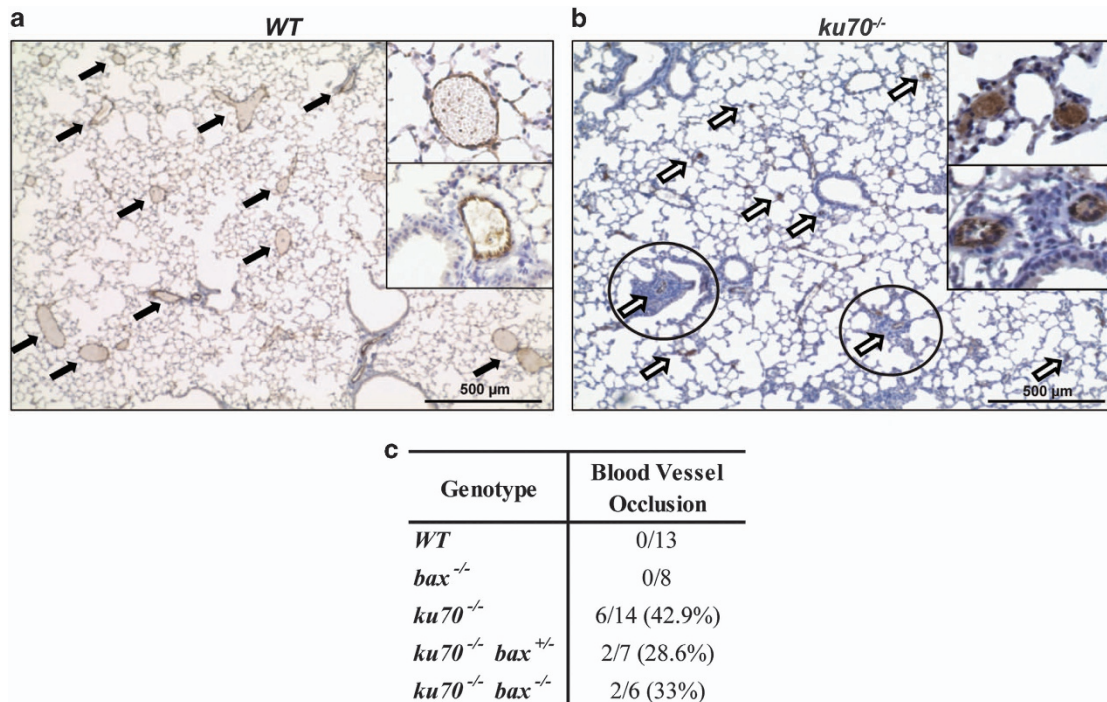 a
WT
b
ku70-/-
500 µm
500 µm
c
Genotype
Blood Vessel
Occlusion
WT 0/13
bax -/- 0/8
ku70 -/- 6/14 (42.9%)
ku70 -/- bax +/- 2/7 (28.6%)
ku70 -/- bax -/- 2/6 (33%)